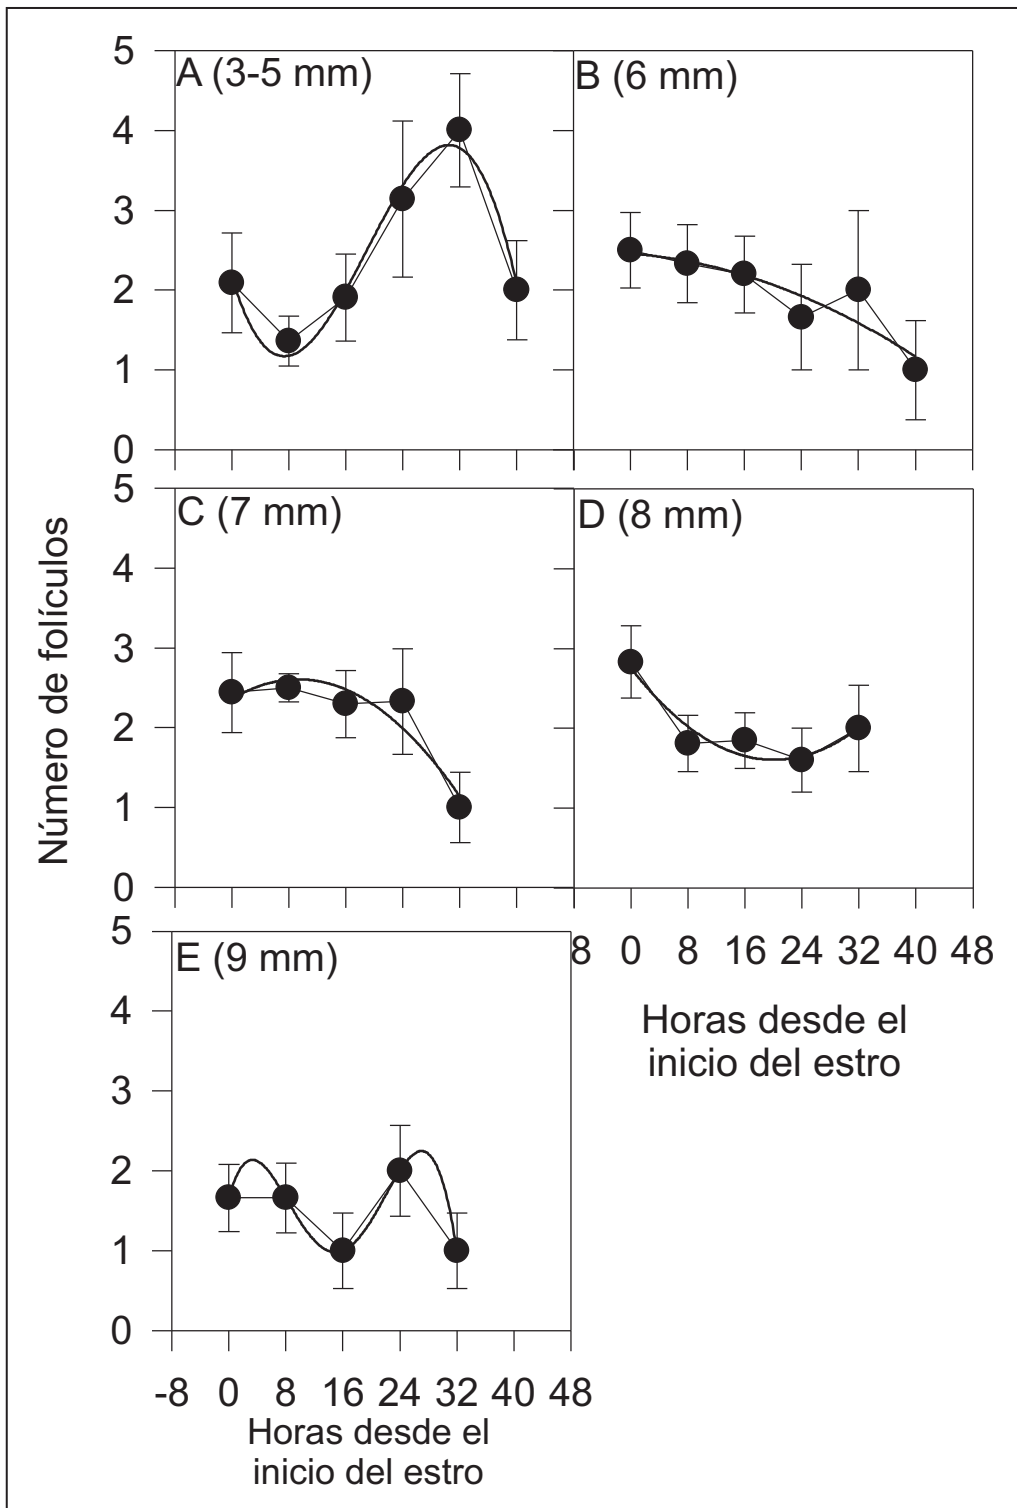 Número de folículos
A (3-5 mm)
5
4
3
2
1
0
B (6 mm)
C (7 mm)
5
4
3
2
1
0
D (8 mm)
8 0 8 16 24 32 40 48
Horas desde el
inicio del estro
E (9 mm)
5
4
3
2
1
0
-8 0 8 16 24 32 40 48
Horas desde el
inicio del estro